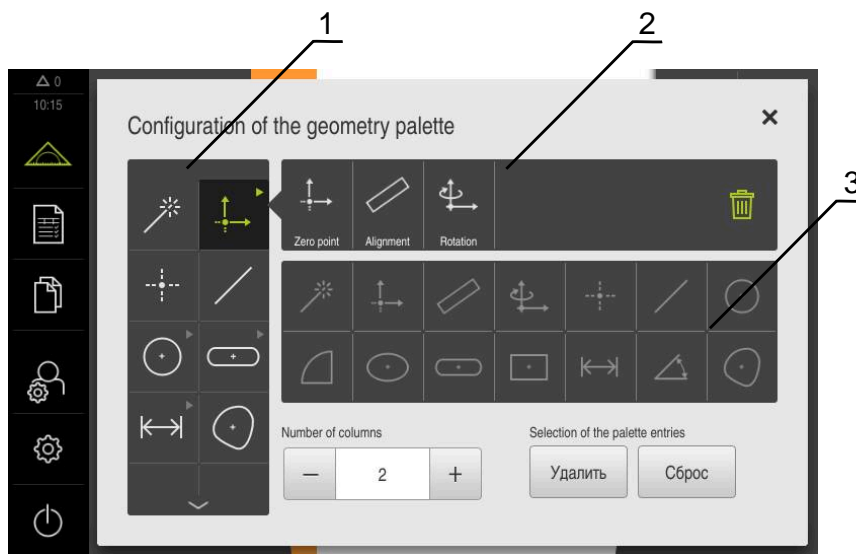 1
2
0
10:15
Configuration of the geometry palette
3
Zero point
Alignment
Rotation
Number of columns
Selection of the palette entries
2
Удалить
Сброс